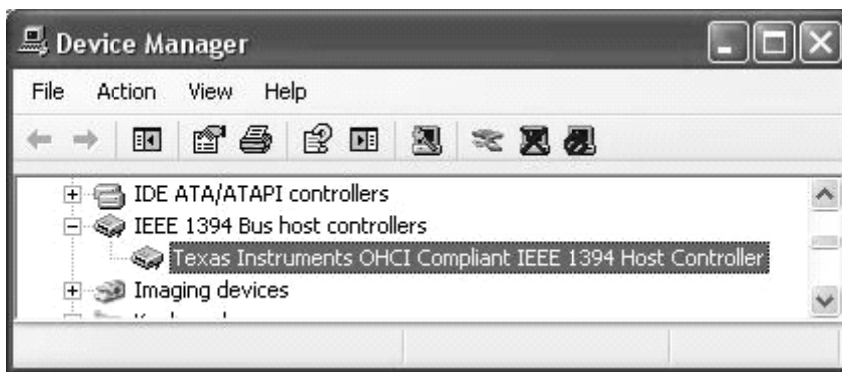 Device Manager
File Action View Help
IDE ATA/ATAPI controllers
IEEE 1394 Bus host controllers
Texas Instruments OHCI Compliant IEEE 1394 Host Controller
Imaging devices